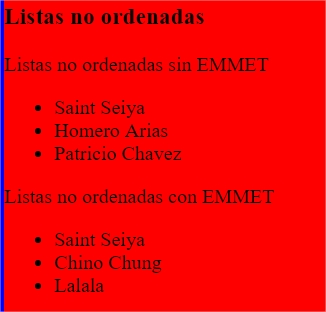 Listas no ordenadas
Listas no ordenadas sin EMMET
Saint Seiya
Homero Arias
Patricio Chavez
Listas no ordenadas con EMMET
Saint Seiya
Chino Chung
Lalala